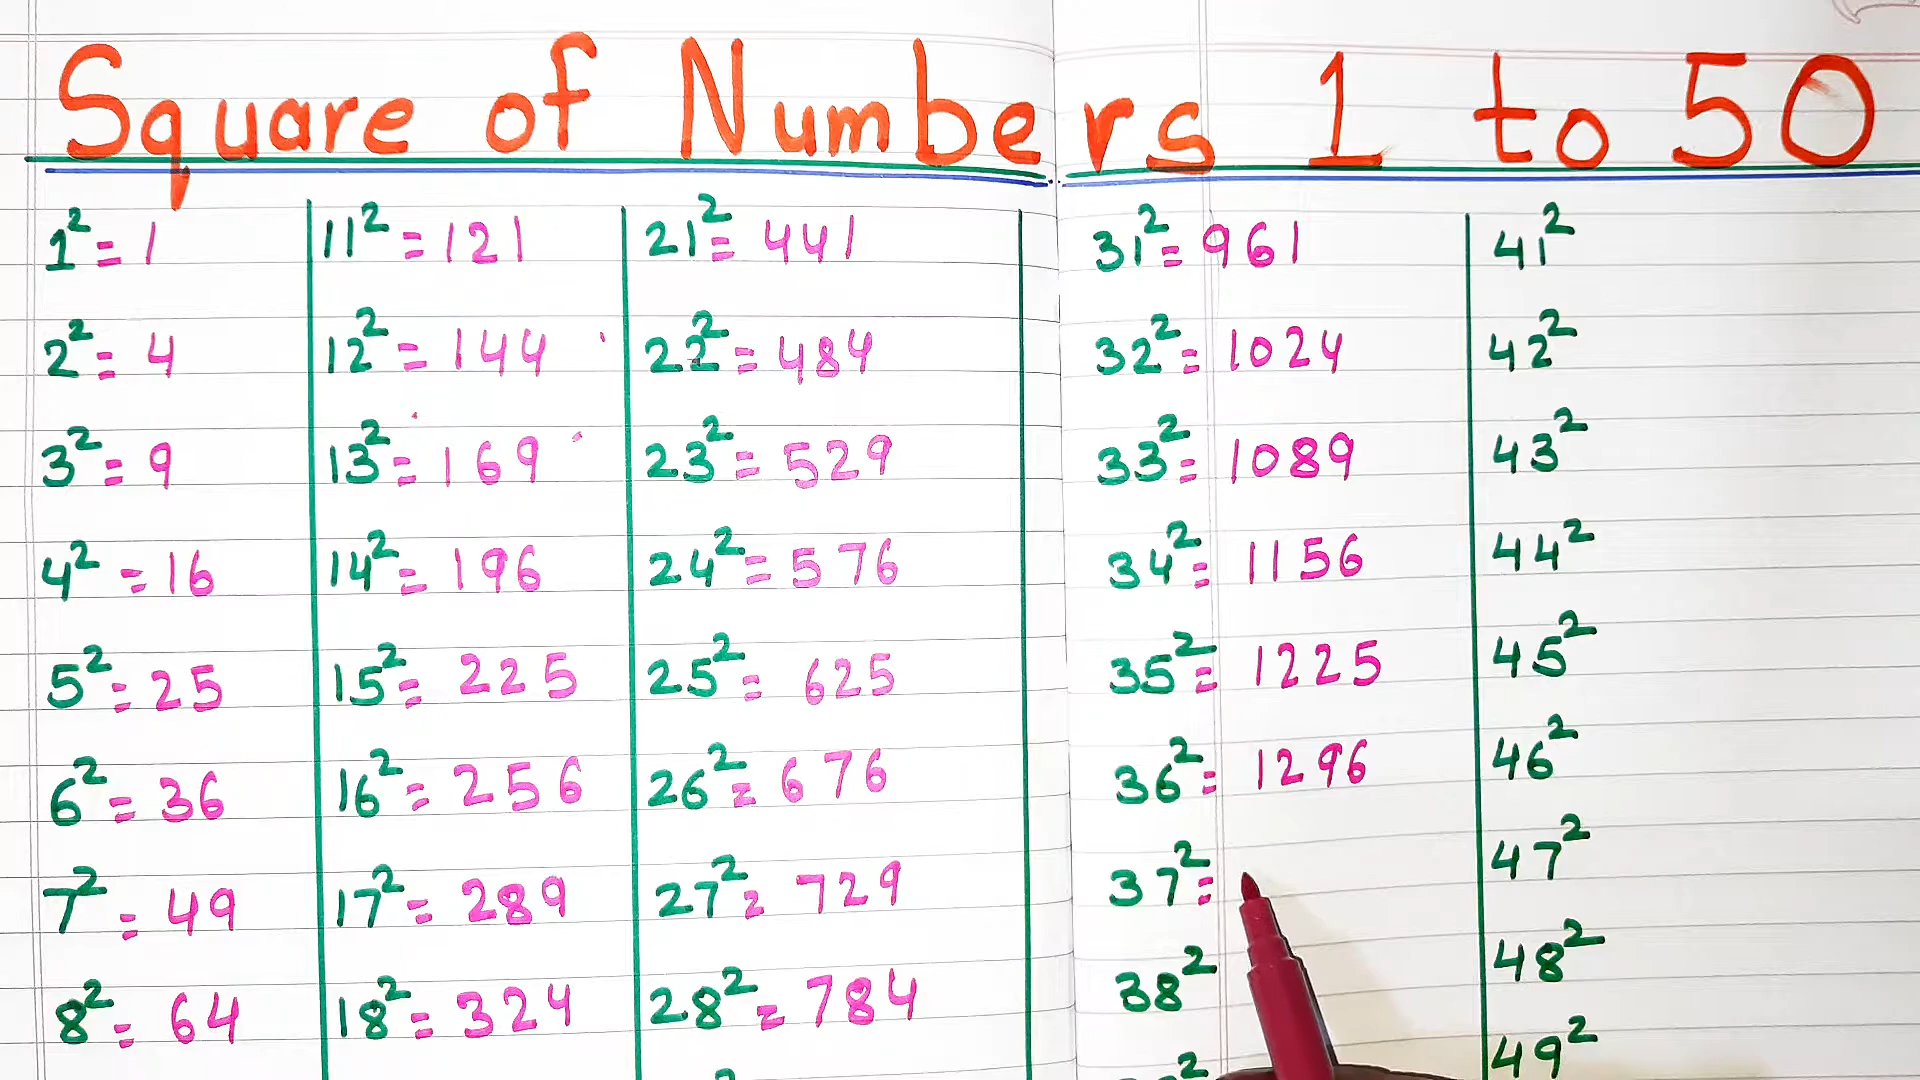 Square of Numbers 1 to 50
1² = 1
2² = 4
3² = 9
4² = 16
5² = 25
6² = 36
7² = 49
8² = 64
11² = 121
12² = 144
13² = 169
14² = 196
15² = 225
16² = 256
17² = 289
18² = 324
21² = 441
22² = 484
23² = 529
24² = 576
25² = 625
26² = 676
27² = 729
28² = 784
31² = 961
32² = 1024
33² = 1089
34² = 1156
35² = 1225
36² = 1296
37² =
38²
41²
42²
43²
44²
45²
46²
47²
48²
49²